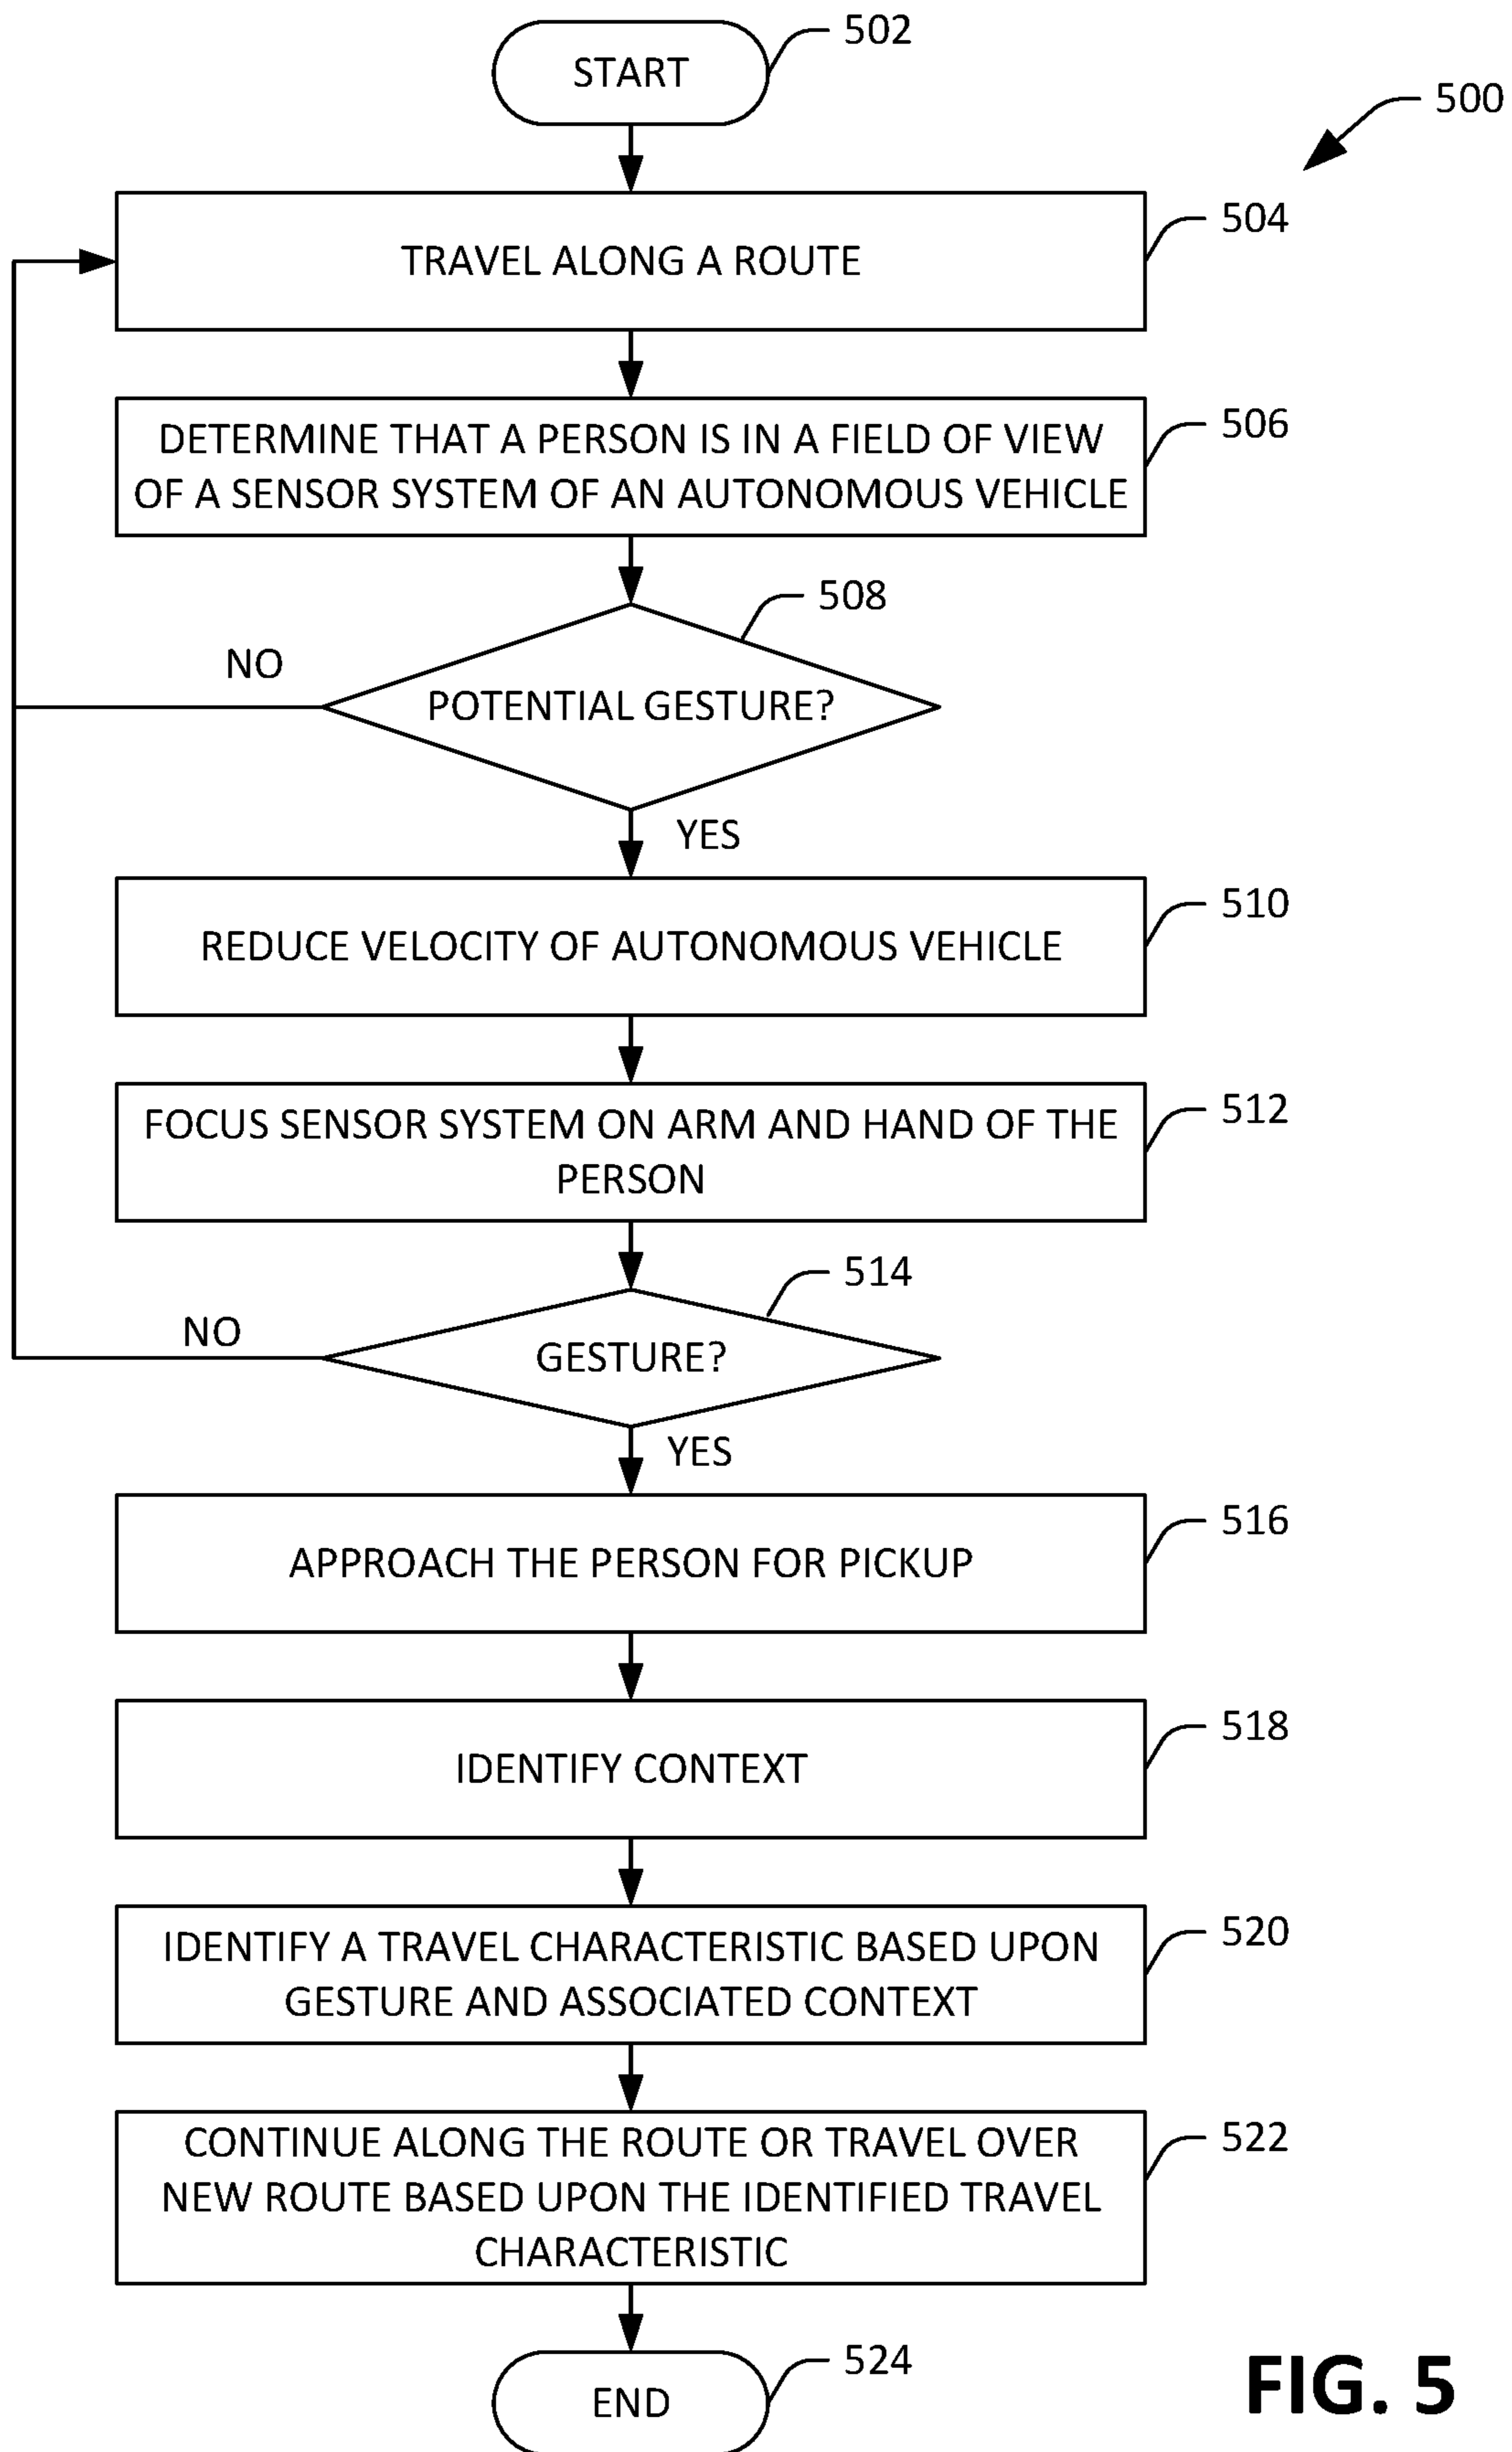 502
START
500
504
TRAVEL ALONG A ROUTE
506
DETERMINE THAT A PERSON IS IN A FIELD OF VIEW
OF A SENSOR SYSTEM OF AN AUTONOMOUS VEHICLE
508
NO
POTENTIAL GESTURE?
YES
510
REDUCE VELOCITY OF AUTONOMOUS VEHICLE
512
FOCUS SENSOR SYSTEM ON ARM AND HAND OF THE
PERSON
514
NO
GESTURE?
YES
516
APPROACH THE PERSON FOR PICKUP
518
IDENTIFY CONTEXT
520
IDENTIFY A TRAVEL CHARACTERISTIC BASED UPON
GESTURE AND ASSOCIATED CONTEXT
522
CONTINUE ALONG THE ROUTE OR TRAVEL OVER
NEW ROUTE BASED UPON THE IDENTIFIED TRAVEL
CHARACTERISTIC
524
END
FIG. 5